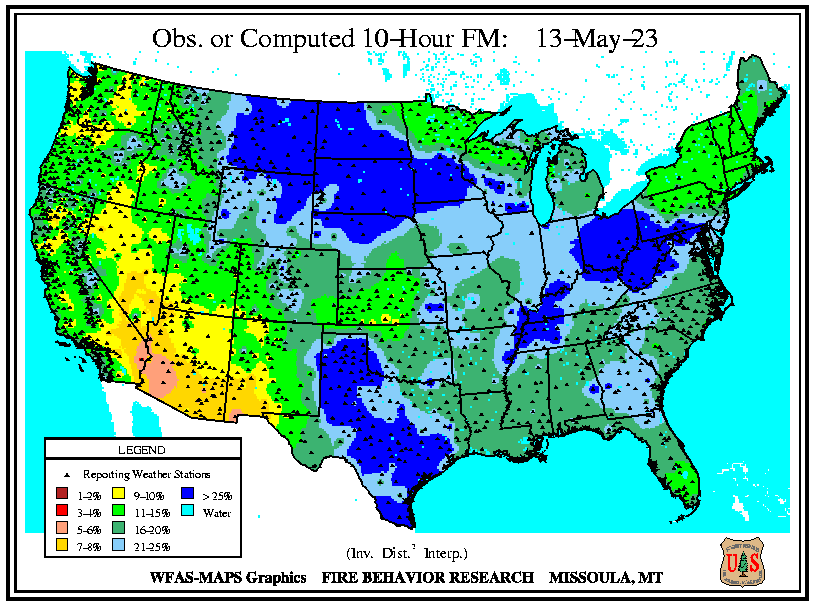 Obs. or Computed 10-Hour FM: 13-May-23
LEGEND
Reporting Weather Stations
1-2% 9-10% > 25%
3-4% 11-15% Water
5-6% 16-20%
7-8% 21-25%
(Inv. Dist.² Interp.)
WFAS-MAPS Graphics FIRE BEHAVIOR RESEARCH MISSOULA, MT
U S